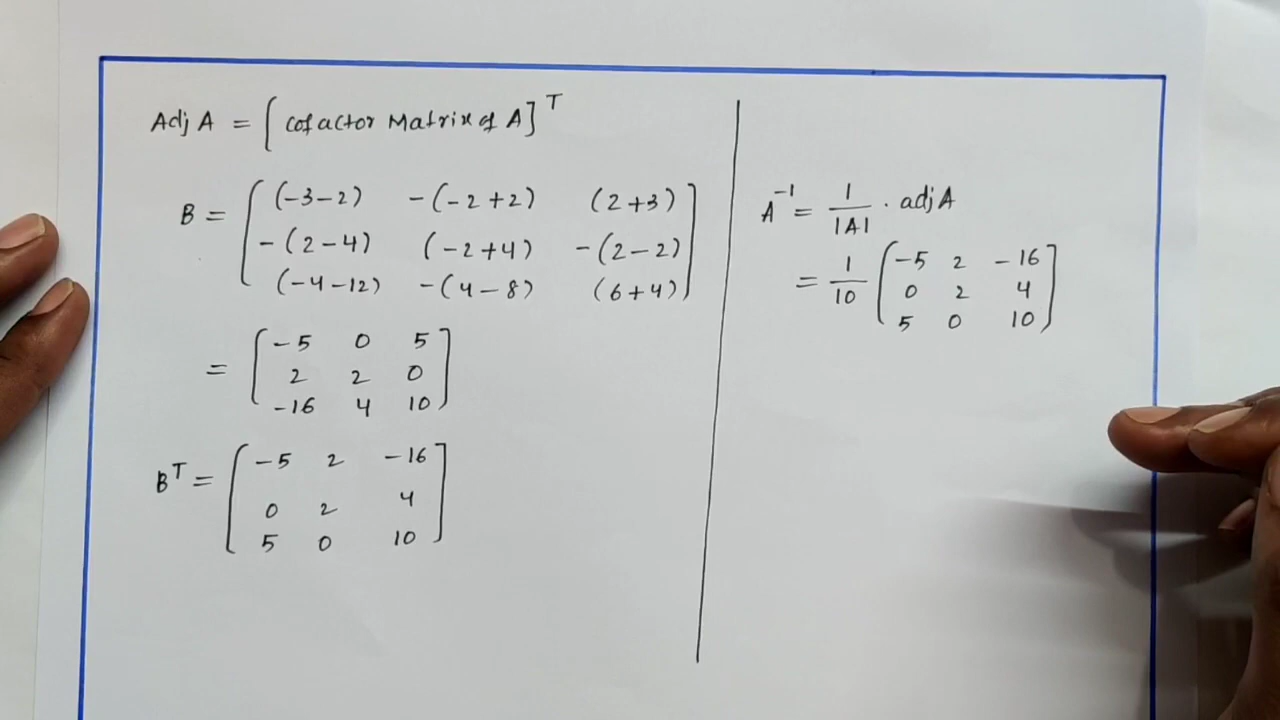 Adj A = [cofactor Matrix of A]^T
B = [(-3-2) -(-2+2) (2+3)
-(2-4) (-2+4) -(2-2)
(-4-12) -(4-8) (6+4)]
= [-5 0 5
2 2 0
-16 4 10]
B^T = [-5 2 -16
0 2 4
5 0 10]
A^-1 = 1/|A| . adj A
= 1/10 [-5 2 -16
0 2 4
5 0 10]